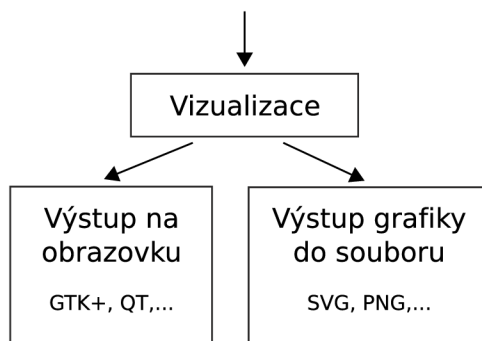 Vizualizace
Výstup na
obrazovku
GTK+, QT,...
Výstup grafiky
do souboru
SVG, PNG,...